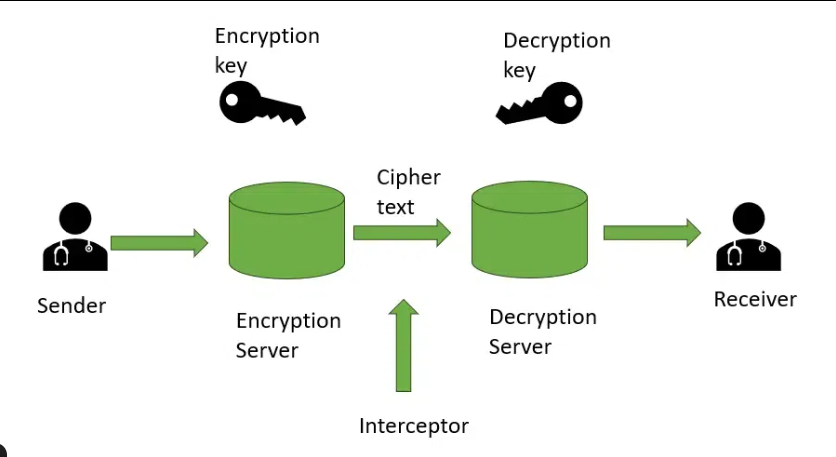 Encryption
key
Decryption
key
Cipher
text
Sender
Encryption
Server
Decryption
Server
Receiver
Interceptor